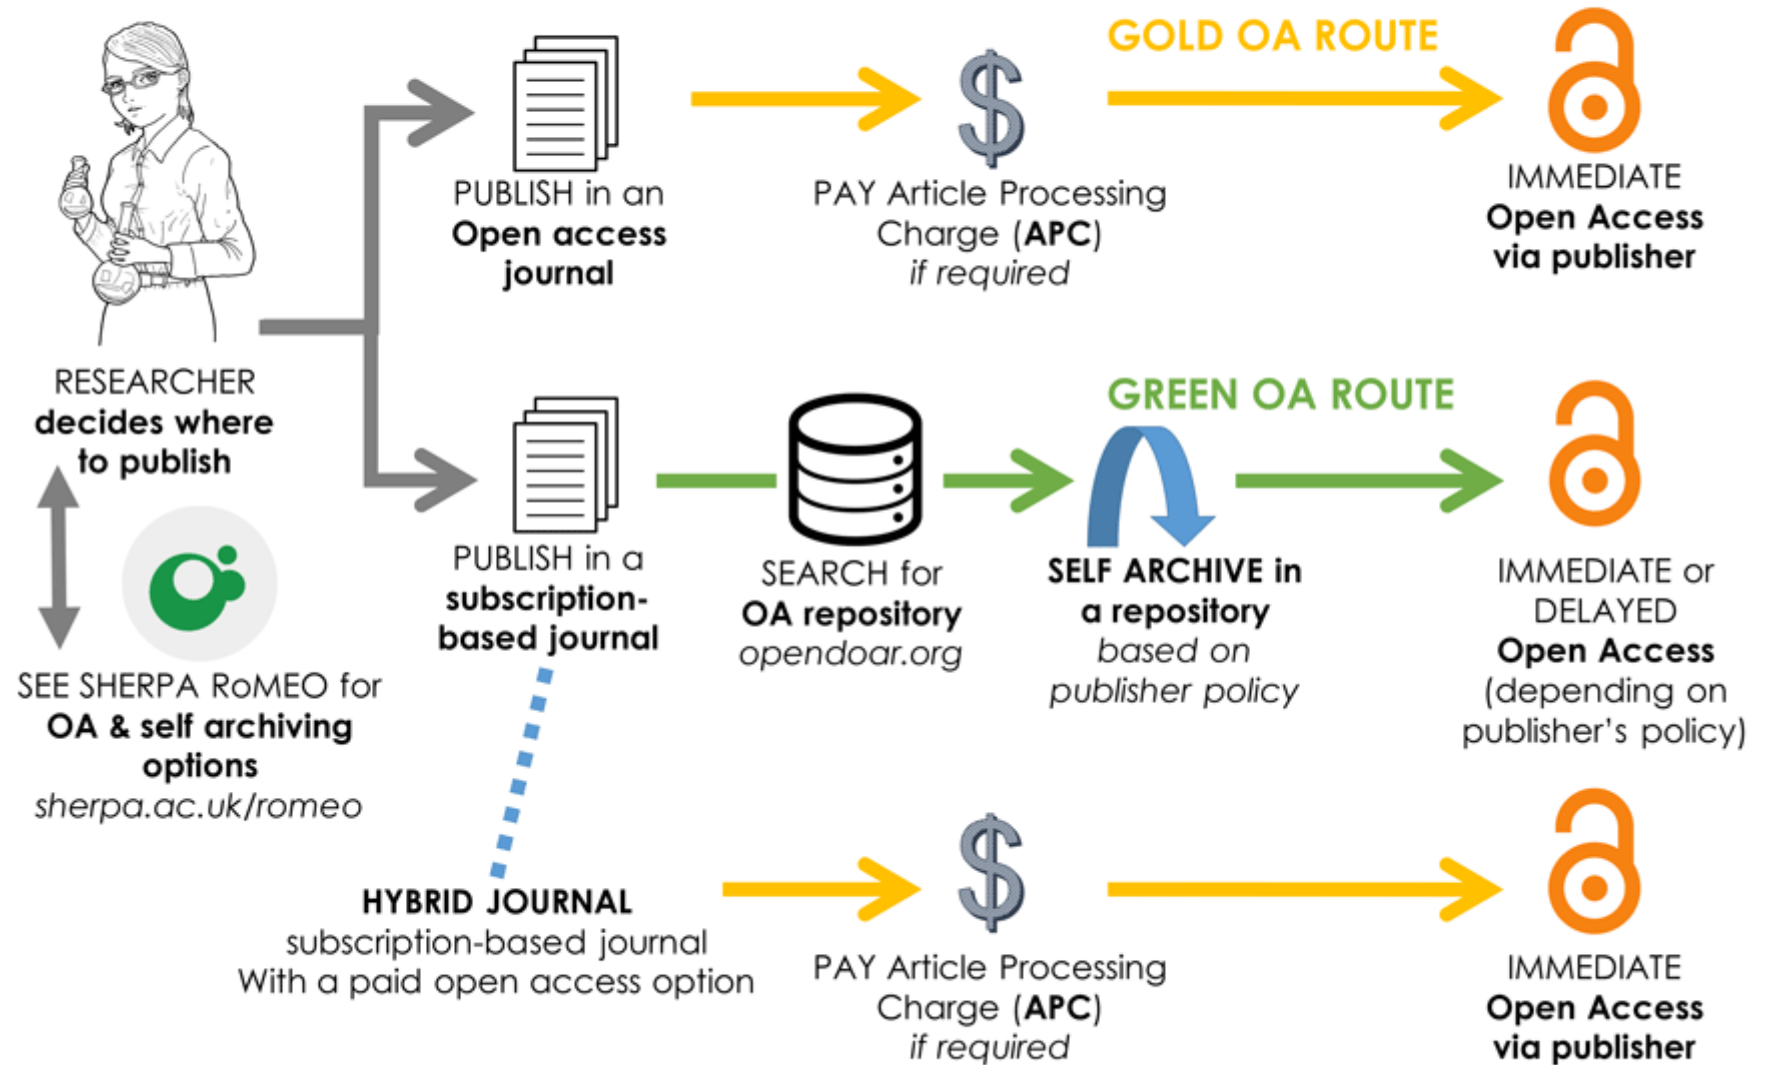 GOLD OA ROUTE
PUBLISH in an
Open access
journal
PAY Article Processing
Charge (APC)
if required
IMMEDIATE
Open Access
via publisher
RESEARCHER
decides where
to publish
SEE SHERPA RoMEO for
OA & self archiving
options
sherpa.ac.uk/romeo
GREEN OA ROUTE
PUBLISH in a
subscription-
based journal
SEARCH for
OA repository
opendoar.org
SELF ARCHIVE in
a repository
based on
publisher policy
IMMEDIATE or
DELAYED
Open Access
(depending on
publisher's policy)
HYBRID JOURNAL
subscription-based journal
With a paid open access option
PAY Article Processing
Charge (APC)
if required
IMMEDIATE
Open Access
via publisher